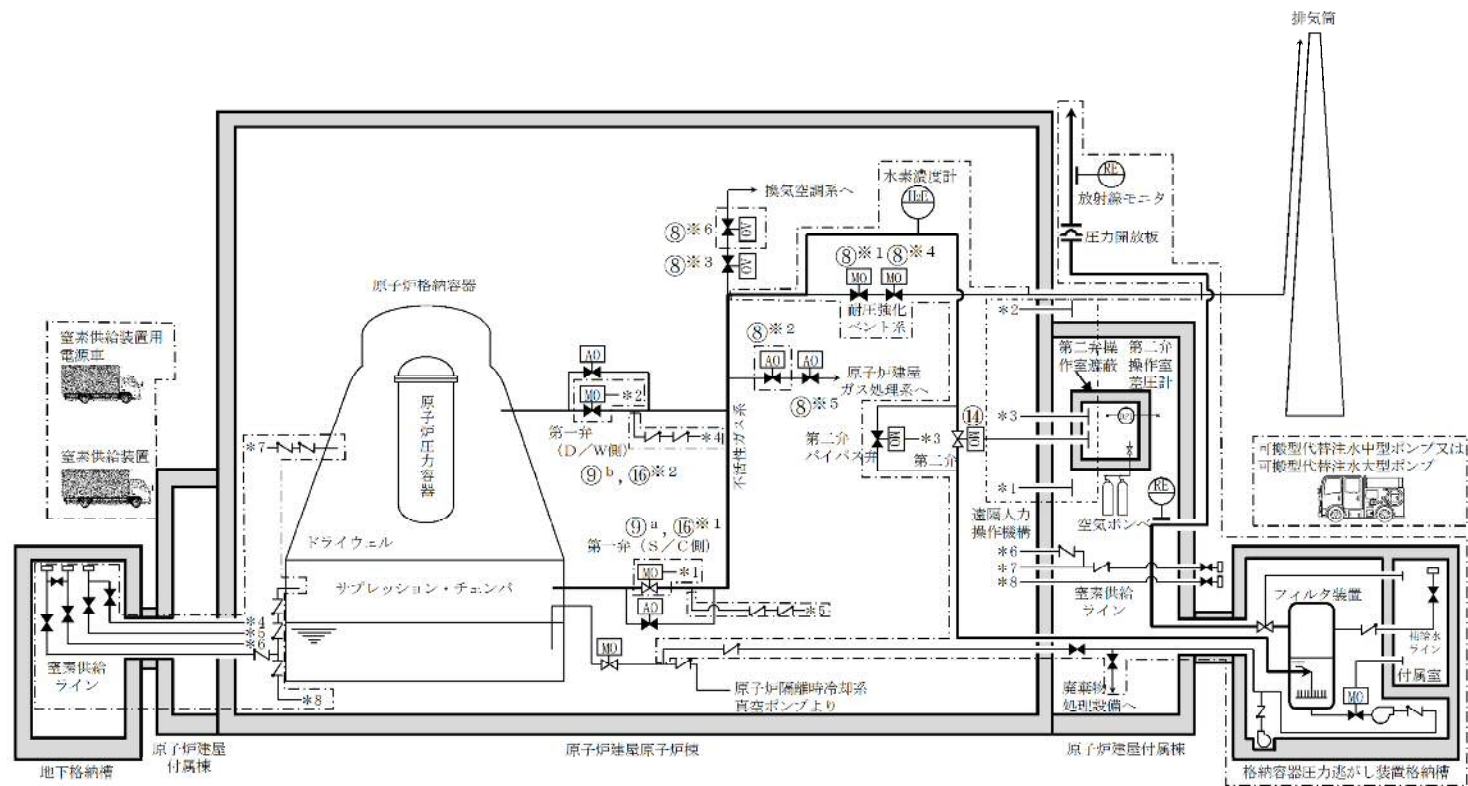 排気筒
換気空調系へ
水素濃度計
H2E
RE
放射線モニタ
圧力開放板
⑧※6
⑧※3
⑧※1 ⑧※4
MO
MO
耐圧強化
ベント系
原子炉格納容器
原子炉圧力容器
窒素供給装置用
電源車
窒素供給装置
AO
MO
*2
第一弁
(D/W側)
⑨b,⑯※2
*4
*7
不活性ガス系
⑧※2
AO
AO
原子炉建屋
ガス処理系へ
⑧※5
第二弁
バイパス弁
MO
*3
⑭
MO
第二弁
*2
第二弁操
作室遮蔽
第二弁
操作室
差圧計
*3
*1
遠隔人力
操作機構
空気ボンベ
RE
可搬型代替注水中型ポンプ又は
可搬型代替注水大型ポンプ
⑨a,⑯※1
第一弁(S/C側)
MO
*1
AO
*5
ドライウェル
サプレッション・チェンバ
*6
*7
*8
窒素供給
ライン
フィルタ装置
補給水
ライン
付属室
MO
*4
*5
*6
窒素供給
ライン
*8
MO
原子炉隔離時冷却系
真空ポンプより
廃棄物
処理設備へ
原子炉建屋
付属棟
原子炉建屋原子炉棟
原子炉建屋付属棟
地下格納槽
格納容器圧力逃がし装置格納槽